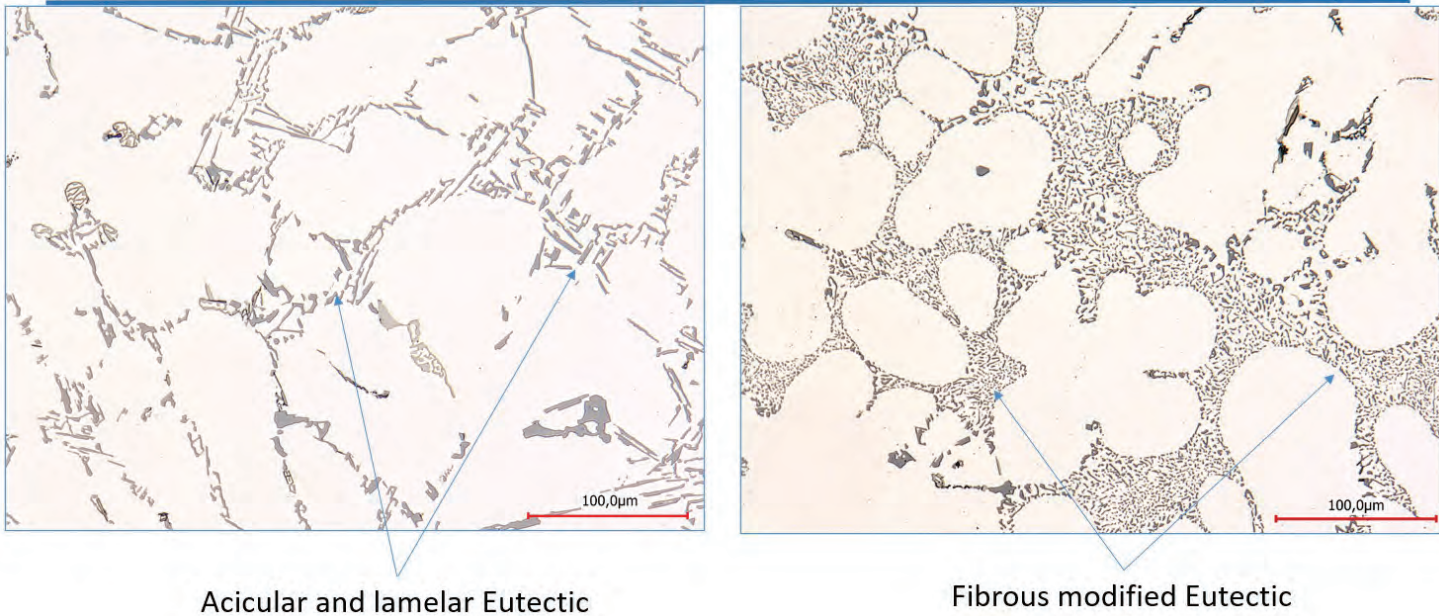 100,0µm
100,0µm
Acicular and lamelar Eutectic
Fibrous modified Eutectic